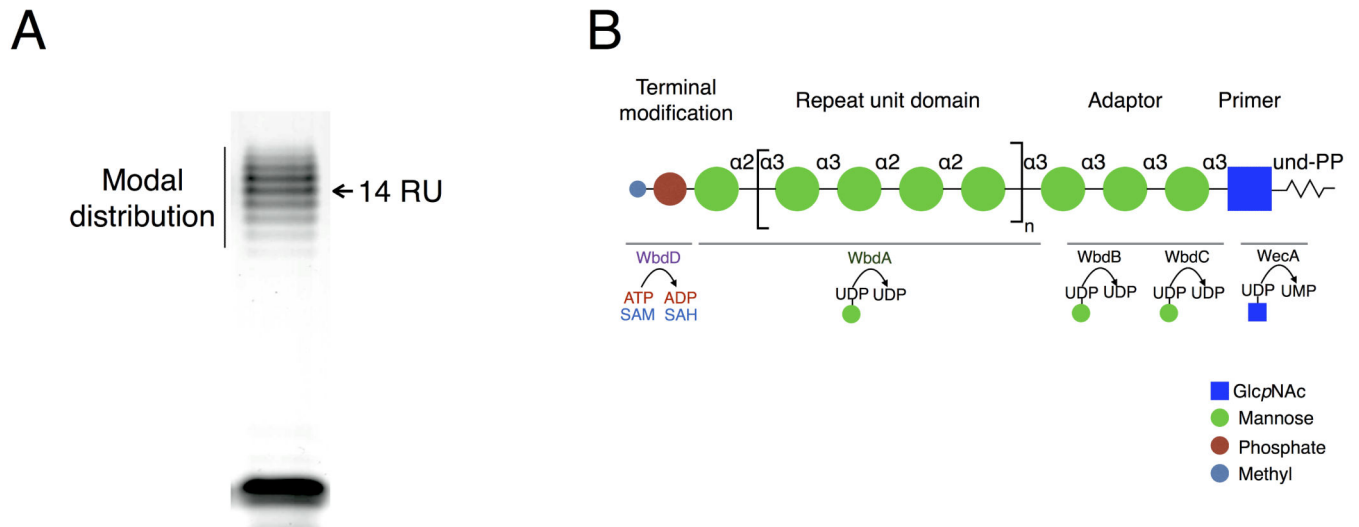 A
Modal
distribution
14 RU
B
Terminal
modification
Repeat unit domain
Adaptor
Primer
α2 α3 α3 α2 α2 α3 α3 α3 α3 und-PP
n
WbdD
ATP ADP
SAM SAH
WbdA
UDP UDP
WbdB
UDP UDP
WbdC
UDP UDP
WecA
UDP UMP
GlcpNAc
Mannose
Phosphate
Methyl